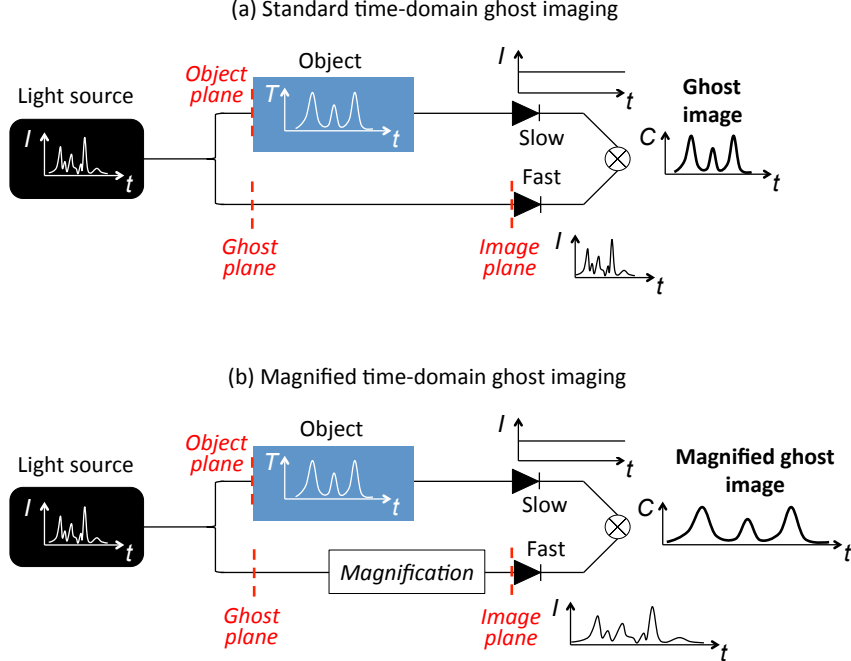 (a) Standard time-domain ghost imaging
Light source
I
t
Object
plane
Object
T
t
I
t
Slow
Fast
Ghost
image
C
t
Ghost
plane
Image
plane
I
t
(b) Magnified time-domain ghost imaging
Light source
I
t
Object
plane
Object
T
t
I
t
Slow
Fast
Magnified ghost
image
C
t
Magnification
Ghost
plane
Image
plane
I
t